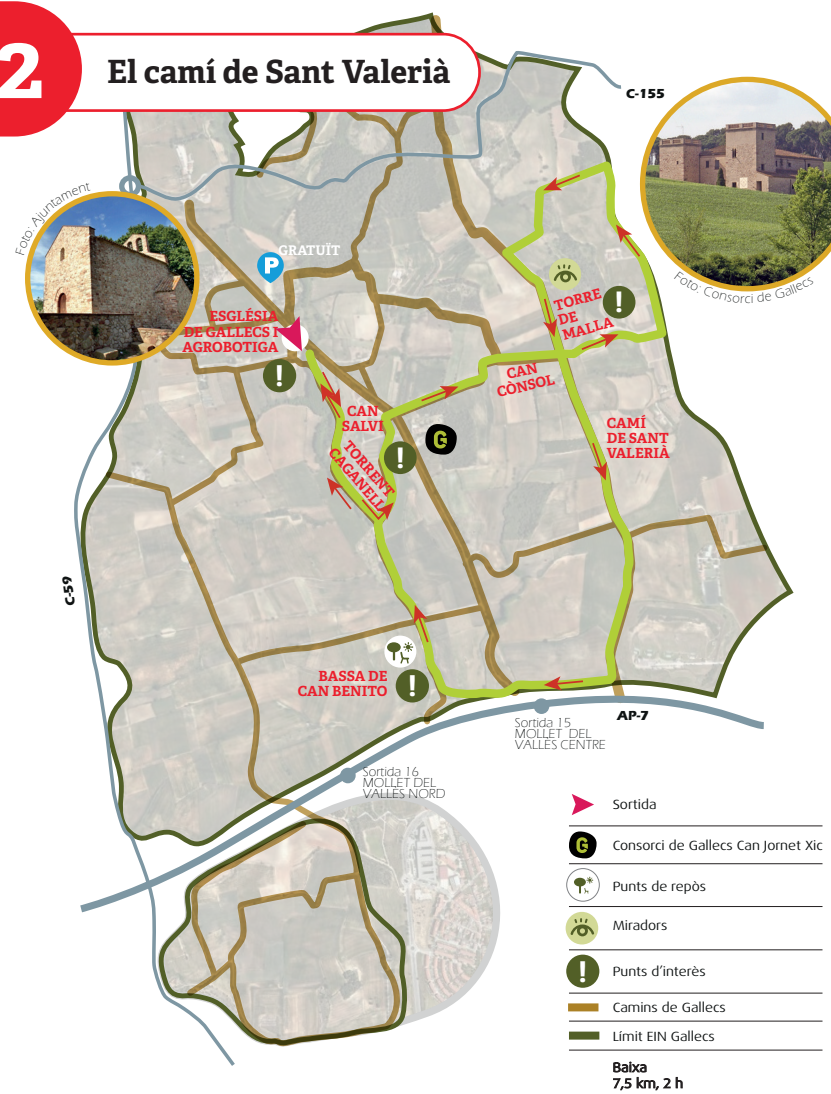 2
El camí de Sant Valerià
C-155
Foto: Ajuntament
Foto: Consorci de Gallecs
P
GRATUÏT
ESGLÉSIA
DE GALLECS I
AGROBOTIGA
!
TORRE
DE
MALLA
!
CAN
CÒNSOL
CAN
SALVI
TORRENT
CAGANELL
!
G
CAMÍ
DE SANT
VALERIÀ
C-59
BASSA DE
CAN BENITO
!
AP-7
Sortida 15
MOLLET DEL
VALLÈS CENTRE
Sortida 16
MOLLET DEL
VALLÈS NORD
Sortida
G Consorci de Gallecs Can Jornet Xic
Punts de repòs
Miradors
! Punts d'interès
Camins de Gallecs
Límit EIN Gallecs
Baixa
7,5 km, 2 h